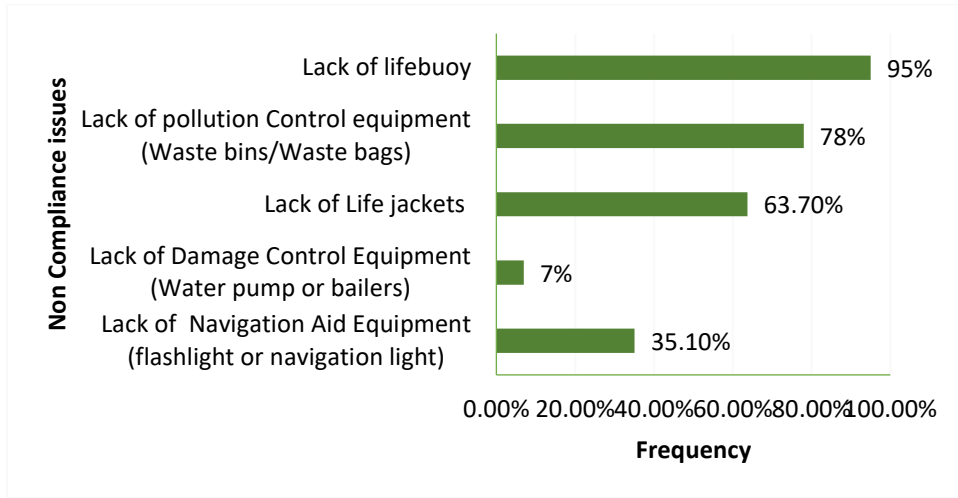 Non Compliance issues
Lack of lifebuoy
95%
Lack of pollution Control equipment
(Waste bins/Waste bags)
78%
Lack of Life jackets
63.70%
Lack of Damage Control Equipment
(Water pump or bailers)
7%
Lack of  Navigation Aid Equipment
(flashlight or navigation light)
35.10%
0.00% 20.00% 40.00% 60.00% 80.00% 100.00%
Frequency